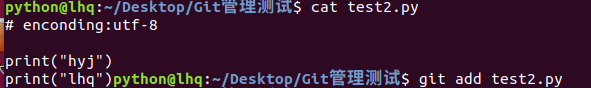 python@lhq:~/Desktop/Git管理测试$ cat test2.py
# enconding:utf-8
print("hyj")
print("lhq")python@lhq:~/Desktop/Git管理测试$ git add test2.py